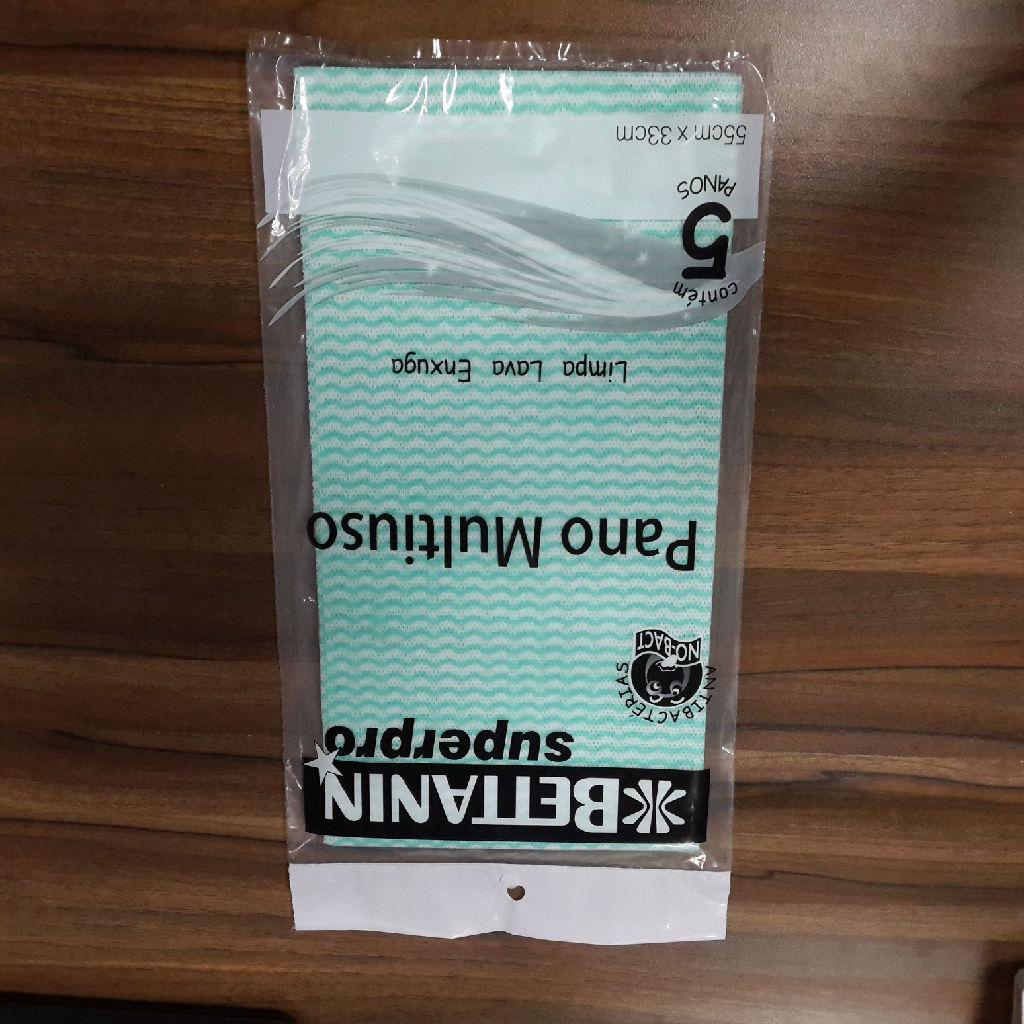 BETTANIN
superpro
ANTIBACTÉRIAS
NO-BACT
Pano Multiuso
Limpa Lava Enxuga
contém
5
PANOS
55cm x 33cm